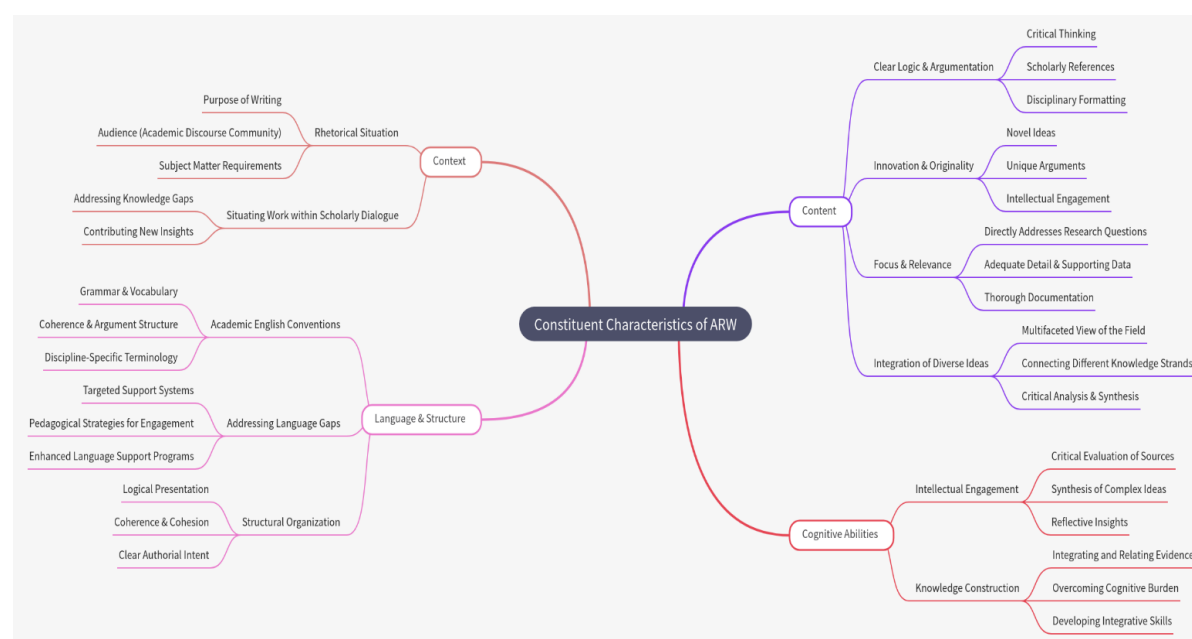 Constituent Characteristics of ARW
Context
Rhetorical Situation
Purpose of Writing
Audience (Academic Discourse Community)
Subject Matter Requirements
Situating Work within Scholarly Dialogue
Addressing Knowledge Gaps
Contributing New Insights
Language & Structure
Academic English Conventions
Grammar & Vocabulary
Coherence & Argument Structure
Discipline-Specific Terminology
Addressing Language Gaps
Targeted Support Systems
Pedagogical Strategies for Engagement
Enhanced Language Support Programs
Structural Organization
Logical Presentation
Coherence & Cohesion
Clear Authorial Intent
Content
Clear Logic & Argumentation
Critical Thinking
Scholarly References
Disciplinary Formatting
Innovation & Originality
Novel Ideas
Unique Arguments
Intellectual Engagement
Focus & Relevance
Directly Addresses Research Questions
Adequate Detail & Supporting Data
Thorough Documentation
Integration of Diverse Ideas
Multifaceted View of the Field
Connecting Different Knowledge Strands
Critical Analysis & Synthesis
Cognitive Abilities
Intellectual Engagement
Critical Evaluation of Sources
Synthesis of Complex Ideas
Reflective Insights
Knowledge Construction
Integrating and Relating Evidence
Overcoming Cognitive Burden
Developing Integrative Skills